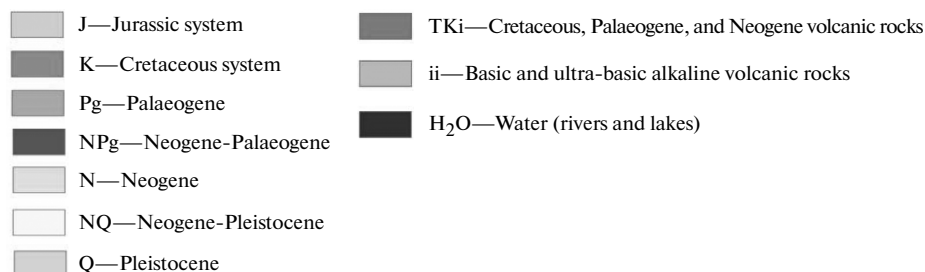 J—Jurassic system
K—Cretaceous system
Pg—Palaeogene
NPg—Neogene-Palaeogene
N—Neogene
NQ—Neogene-Pleistocene
Q—Pleistocene
TKi—Cretaceous, Palaeogene, and Neogene volcanic rocks
ii—Basic and ultra-basic alkaline volcanic rocks
H₂O—Water (rivers and lakes)